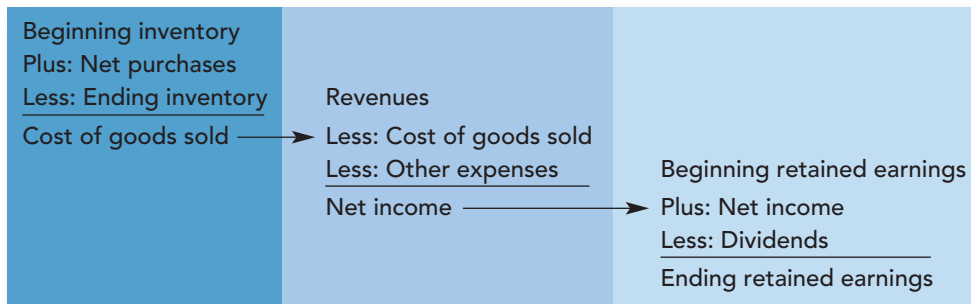 Beginning inventory
Plus: Net purchases
Less: Ending inventory
Cost of goods sold
Revenues
Less: Cost of goods sold
Less: Other expenses
Net income
Beginning retained earnings
Plus: Net income
Less: Dividends
Ending retained earnings